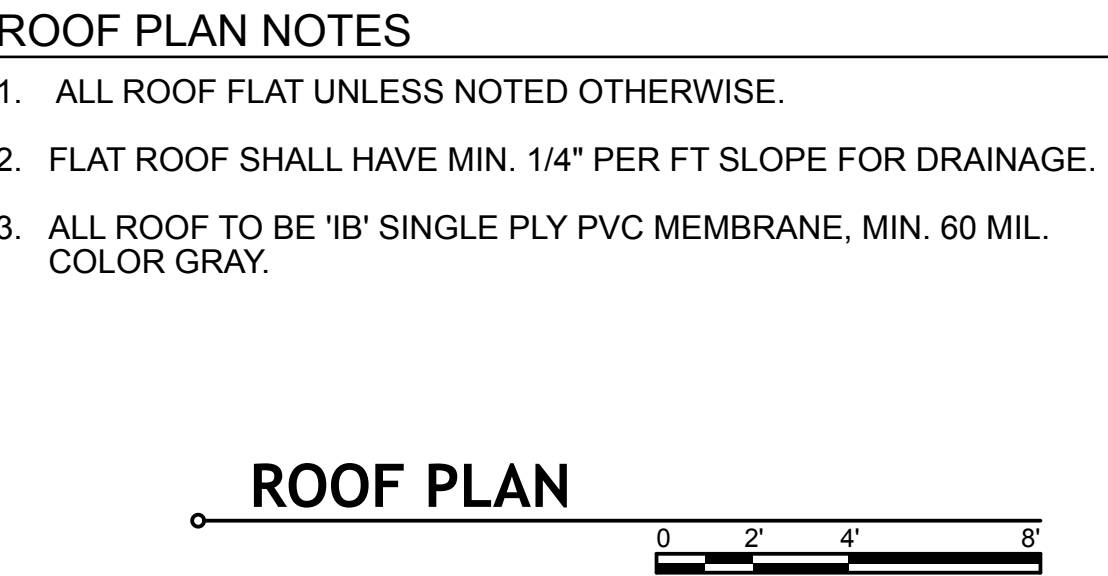 ROOF PLAN NOTES
1. ALL ROOF FLAT UNLESS NOTED OTHERWISE.
2. FLAT ROOF SHALL HAVE MIN. 1/4" PER FT SLOPE FOR DRAINAGE.
3. ALL ROOF TO BE 'IB' SINGLE PLY PVC MEMBRANE, MIN. 60 MIL.
COLOR GRAY.
ROOF PLAN
0 2' 4' 8'